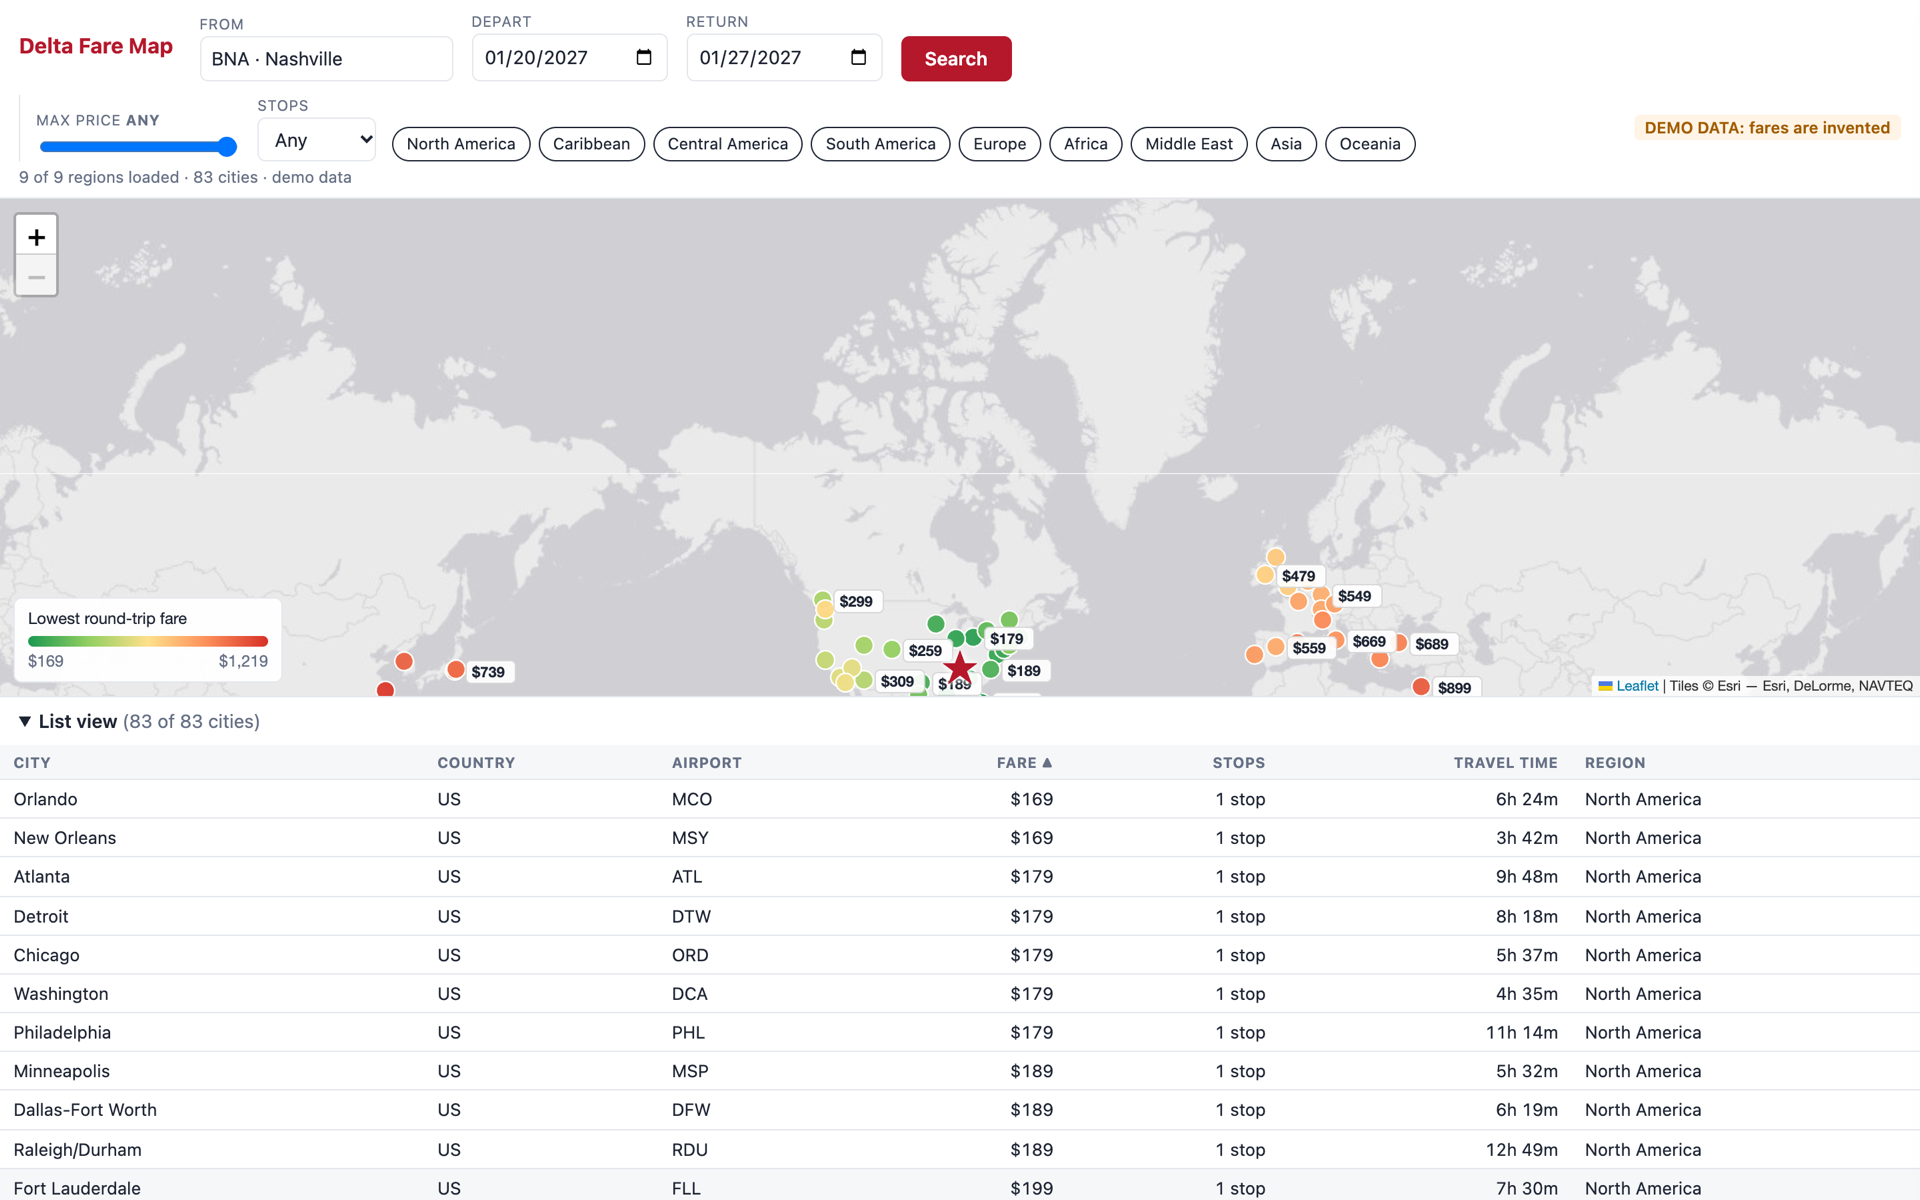 Delta Fare Map
FROM
BNA · Nashville
DEPART
01/20/2027
RETURN
01/27/2027
Search
MAX PRICE ANY
STOPS
Any
North America
Caribbean
Central America
South America
Europe
Africa
Middle East
Asia
Oceania
DEMO DATA: fares are invented
9 of 9 regions loaded · 83 cities · demo data
+
−
$479
$549
$299
$179
$259
$559
$669
$689
$739
$189
$309
$189
$899
Lowest round-trip fare
$169 $1,219
Leaflet | Tiles © Esri — Esri, DeLorme, NAVTEQ
▼ List view (83 of 83 cities)
CITY COUNTRY AIRPORT FARE ▲ STOPS TRAVEL TIME REGION
Orlando US MCO $169 1 stop 6h 24m North America
New Orleans US MSY $169 1 stop 3h 42m North America
Atlanta US ATL $179 1 stop 9h 48m North America
Detroit US DTW $179 1 stop 8h 18m North America
Chicago US ORD $179 1 stop 5h 37m North America
Washington US DCA $179 1 stop 4h 35m North America
Philadelphia US PHL $179 1 stop 11h 14m North America
Minneapolis US MSP $189 1 stop 5h 32m North America
Dallas-Fort Worth US DFW $189 1 stop 6h 19m North America
Raleigh/Durham US RDU $189 1 stop 12h 49m North America
Fort Lauderdale US FLL $199 1 stop 7h 30m North America